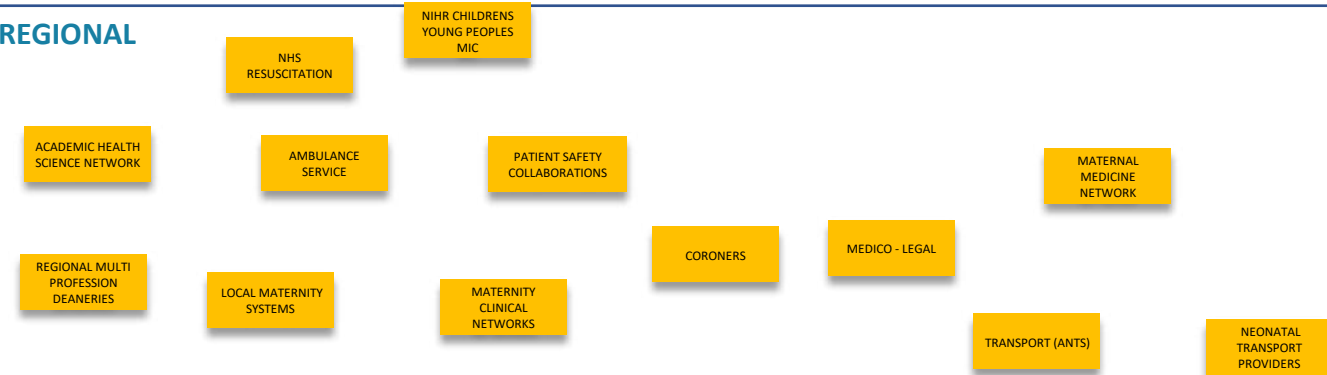 REGIONAL
NIHR CHILDRENS
YOUNG PEOPLES
MIC
NHS
RESUSCITATION
ACADEMIC HEALTH
SCIENCE NETWORK
AMBULANCE
SERVICE
PATIENT SAFETY
COLLABORATIONS
MATERNAL
MEDICINE
NETWORK
CORONERS
MEDICO - LEGAL
REGIONAL MULTI
PROFESSION
DEANERIES
LOCAL MATERNITY
SYSTEMS
MATERNITY
CLINICAL
NETWORKS
TRANSPORT (ANTS)
NEONATAL
TRANSPORT
PROVIDERS